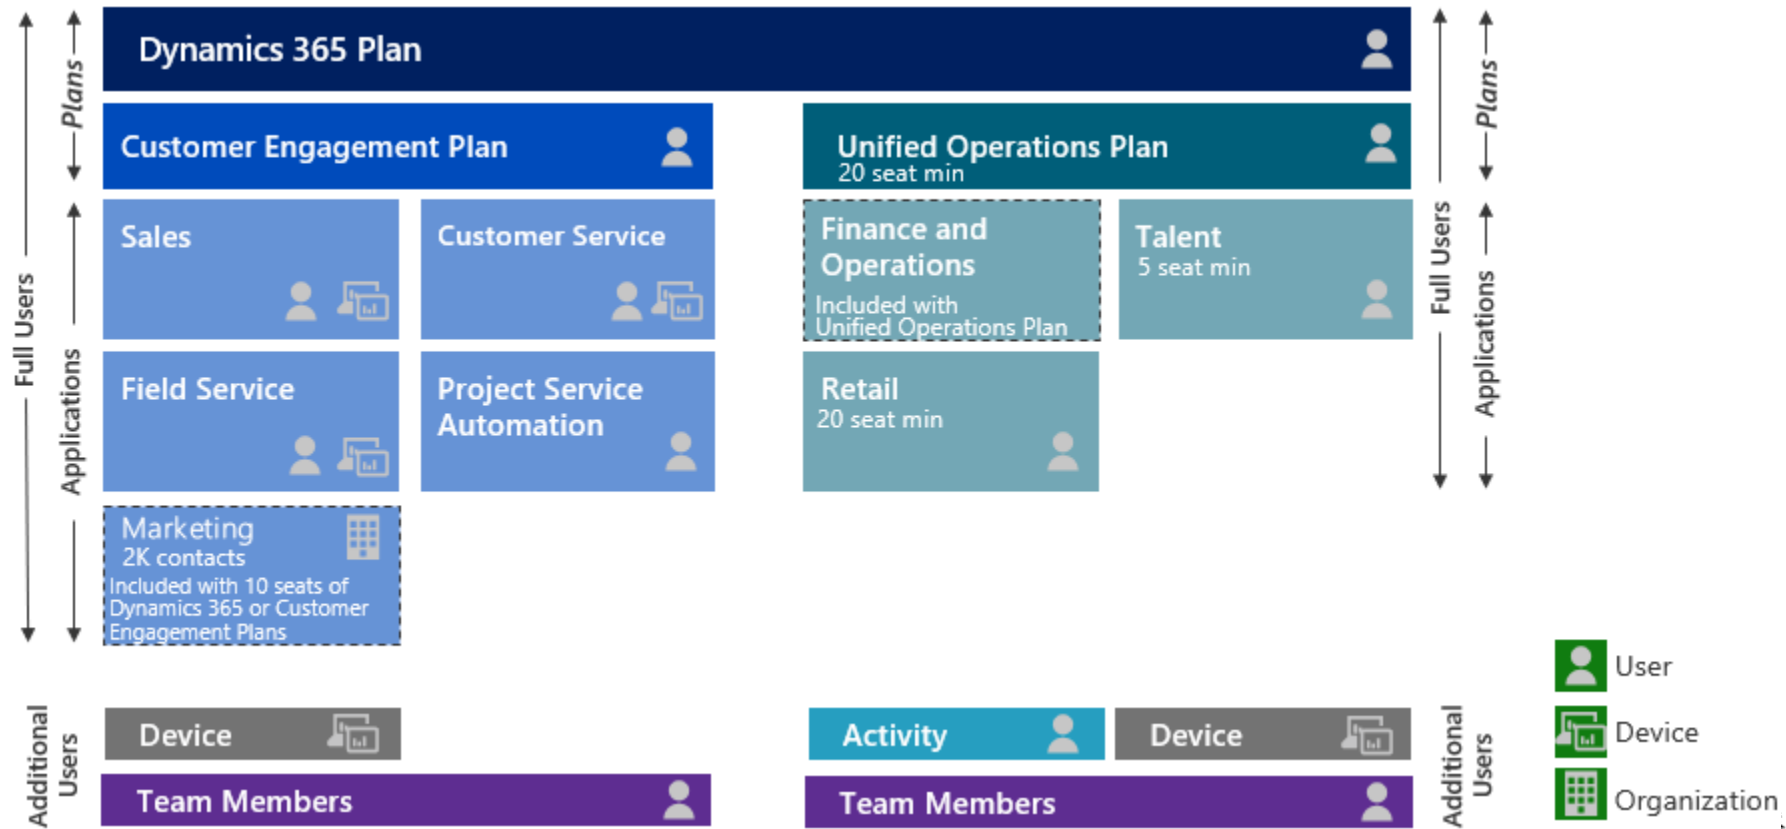 Dynamics 365 Plan
Plans
Full Users
Applications
Customer Engagement Plan
Sales
Customer Service
Field Service
Project Service
Automation
Marketing
2K contacts
Included with 10 seats of
Dynamics 365 or Customer
Engagement Plans
Unified Operations Plan
20 seat min
Finance and
Operations
Included with
Unified Operations Plan
Talent
5 seat min
Retail
20 seat min
Plans
Full Users
Applications
Additional
Users
Device
Team Members
Activity
Device
Team Members
Additional
Users
User
Device
Organization